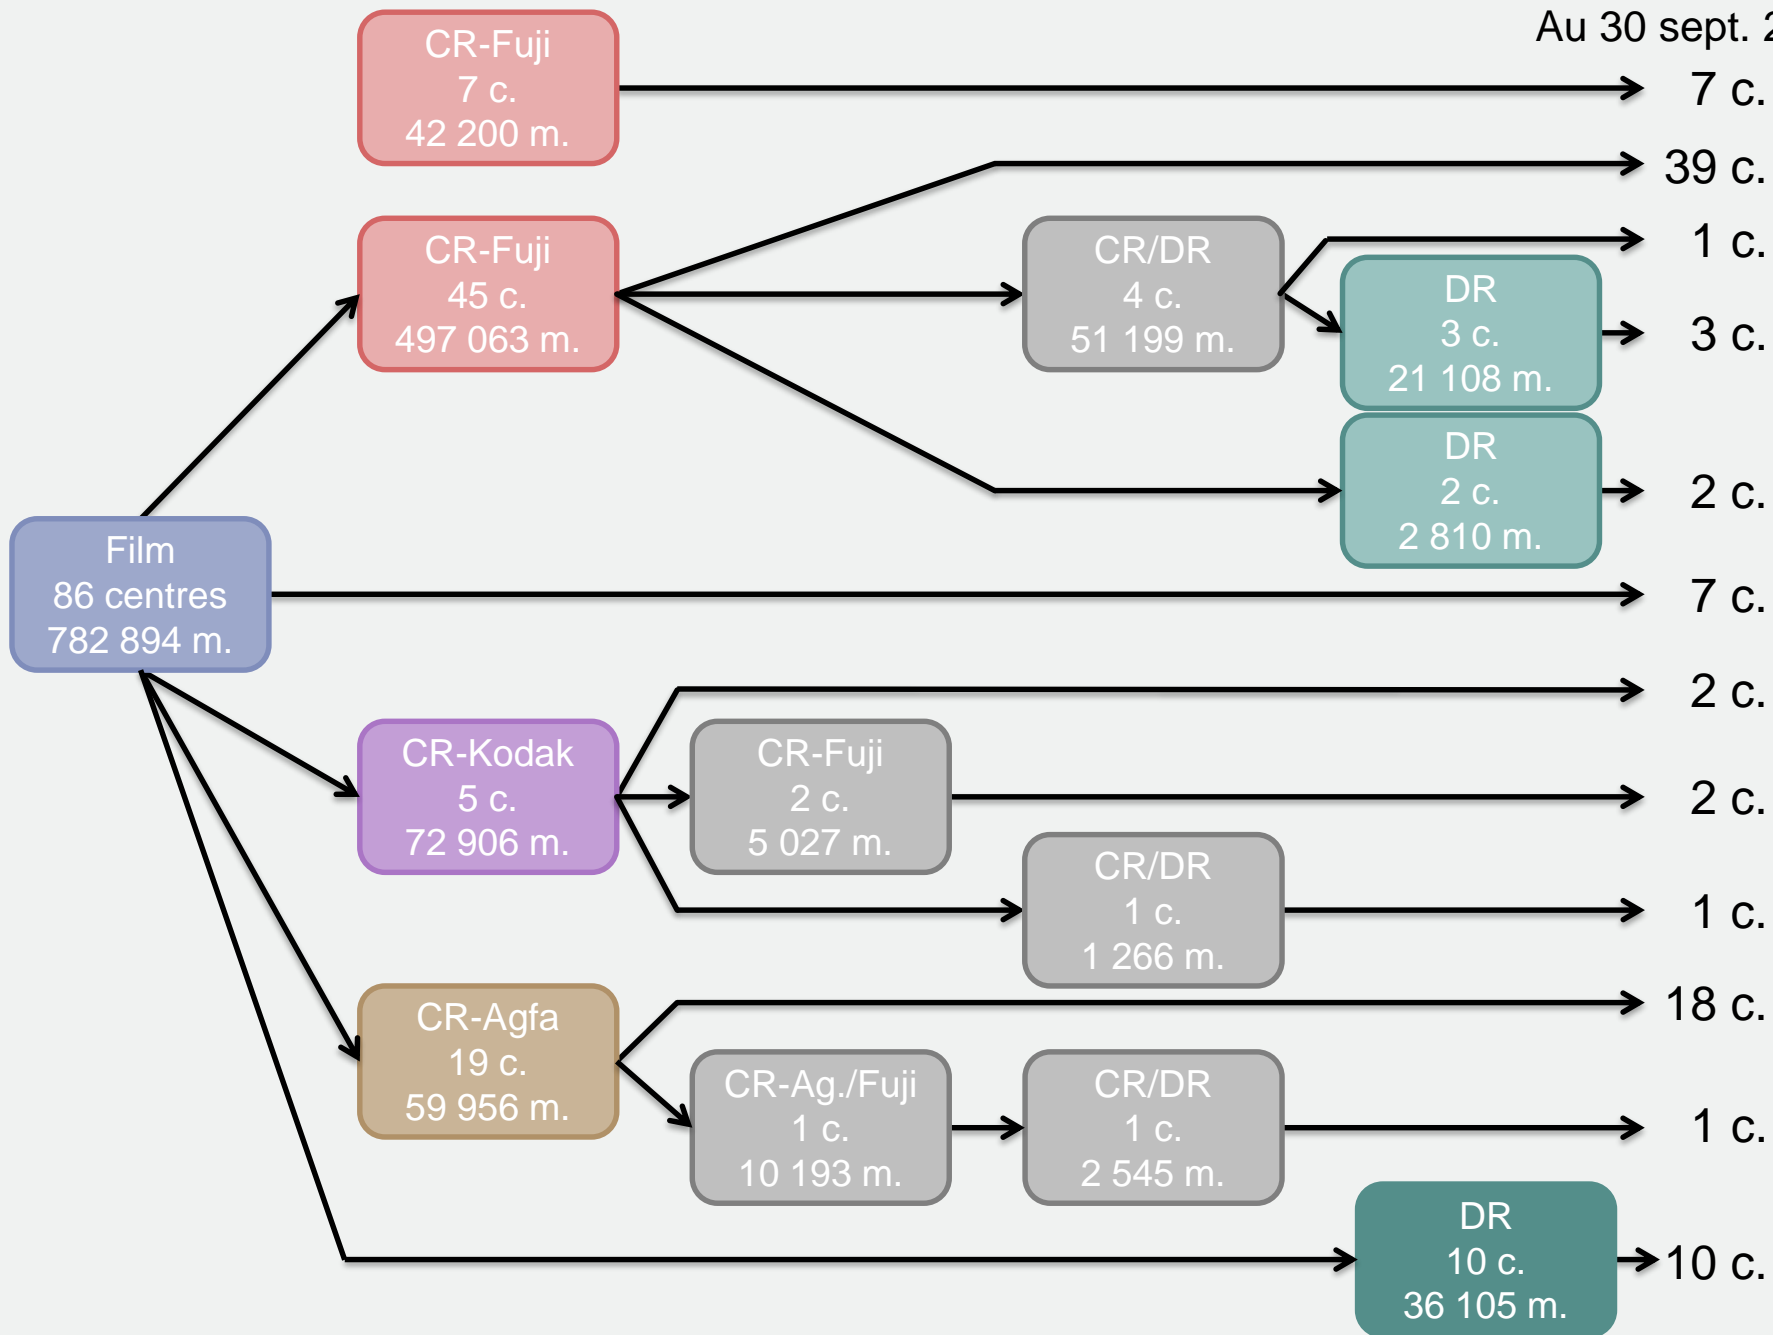 Au 30 sept.
CR-Fuji
7 c.
42 200 m.
7 c.
39 c.
CR-Fuji
45 c.
497 063 m.
CR/DR
4 c.
51 199 m.
1 c.
DR
3 c.
21 108 m.
3 c.
DR
2 c.
2 810 m.
2 c.
Film
86 centres
782 894 m.
7 c.
2 c.
CR-Kodak
5 c.
72 906 m.
CR-Fuji
2 c.
5 027 m.
2 c.
CR/DR
1 c.
1 266 m.
1 c.
CR-Agfa
19 c.
59 956 m.
18 c.
CR-Ag./Fuji
1 c.
10 193 m.
CR/DR
1 c.
2 545 m.
1 c.
DR
10 c.
36 105 m.
10 c.